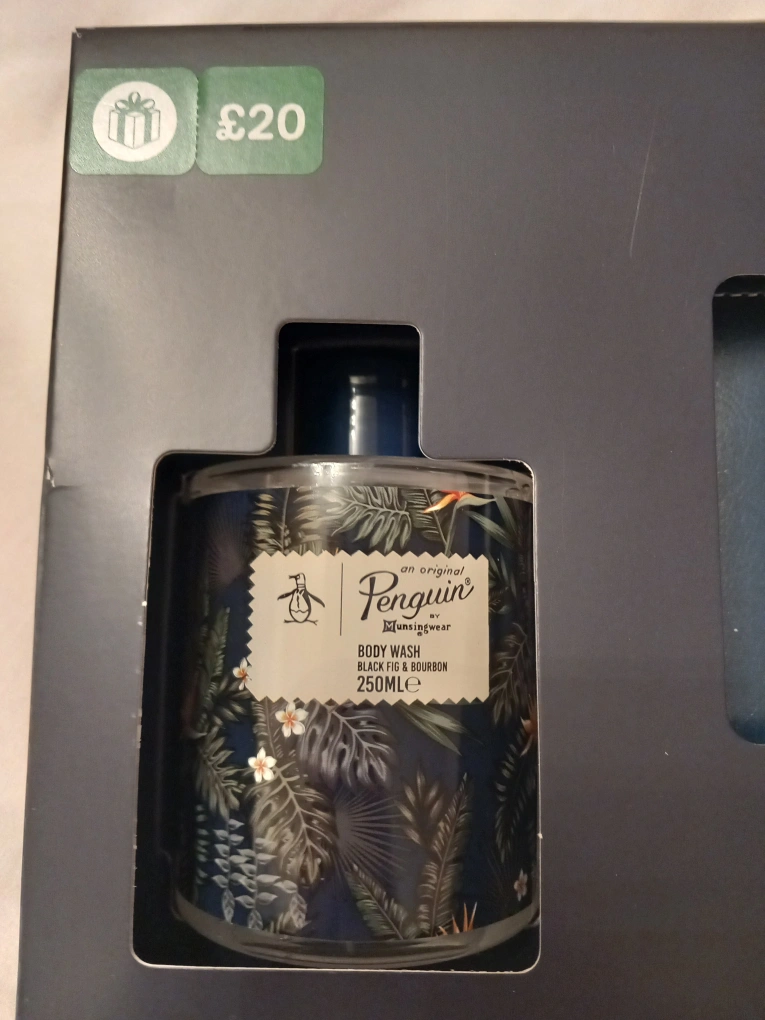 £20
an original
Penguin®
BY
Munsingwear
®
BODY WASH
BLACK FIG & BOURBON
250ML℮